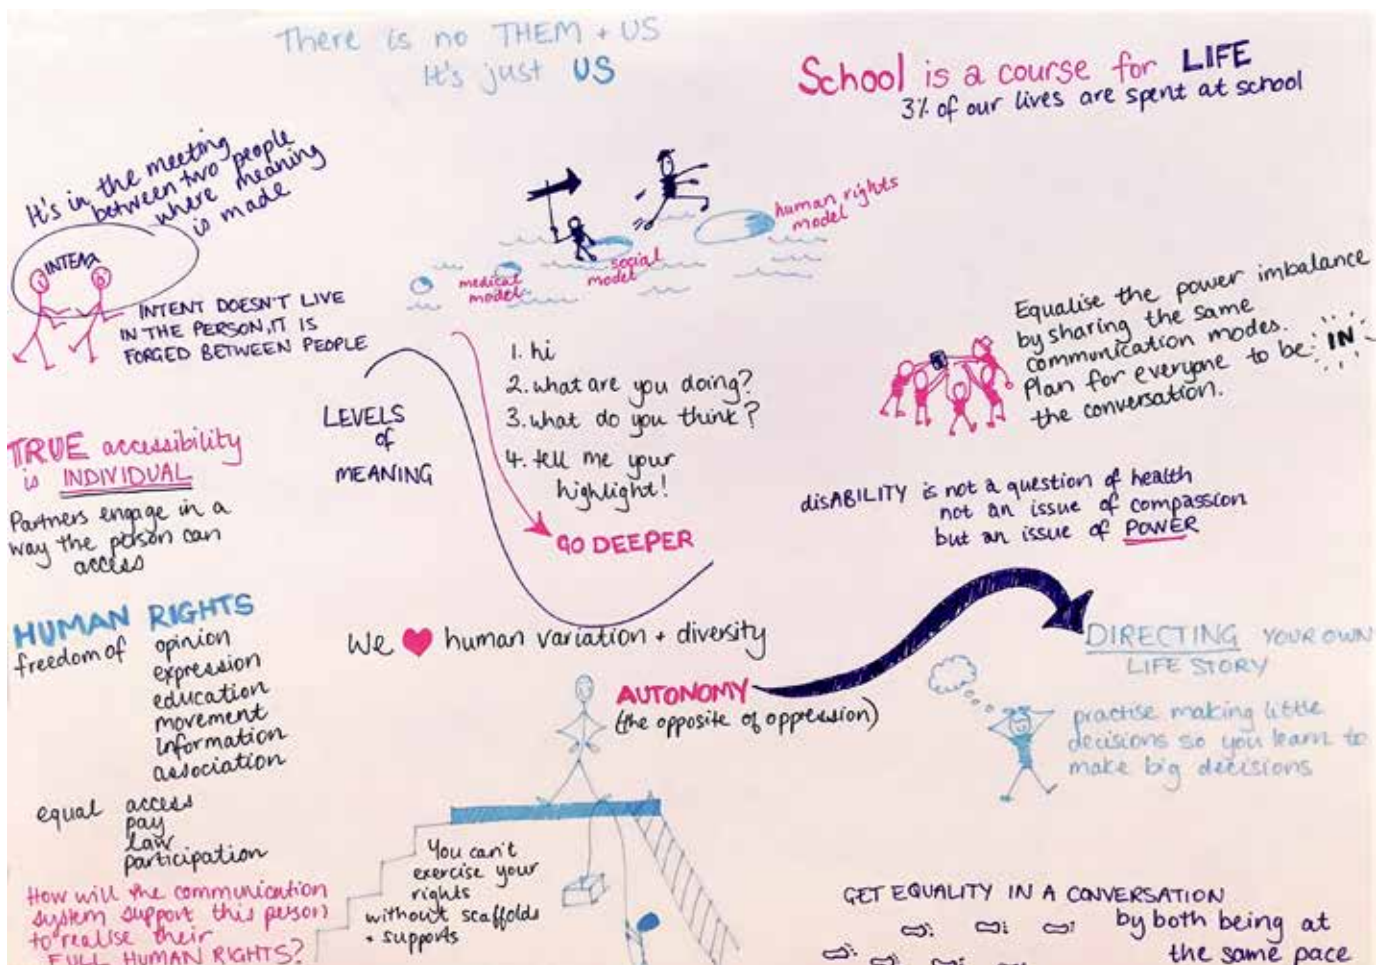 There is no THEM + US
It's just US
School is a course for LIFE
3% of our lives are spent at school
It's in the meeting
between two people
where meaning
is made
INTENT
INTENT DOESN'T LIVE
IN THE PERSON, IT IS
FORGED BETWEEN PEOPLE
medical
model
social
model
human rights
model
Equalise the power imbalance
by sharing the same
communication modes.
Plan for everyone to be IN
the conversation.
LEVELS
of
MEANING
1. hi
2. what are you doing?
3. what do you think?
4. tell me your
highlight!
GO DEEPER
TRUE accessibility
is INDIVIDUAL
Partners engage in a
way the person can
access
disABILITY is not a question of health
not an issue of compassion
but an issue of POWER
HUMAN RIGHTS
freedom of opinion
expression
education
movement
information
association
equal access
pay
law
participation
How will the communication
system support this person
to realise their
FULL HUMAN RIGHTS?
We ♥ human variation + diversity
AUTONOMY
(the opposite of oppression)
DIRECTING YOUR OWN
LIFE STORY
practise making little
decisions so you learn to
make big decisions
You can't
exercise your
rights
without scaffolds
+ supports
GET EQUALITY IN A CONVERSATION
by both being at
the same pace